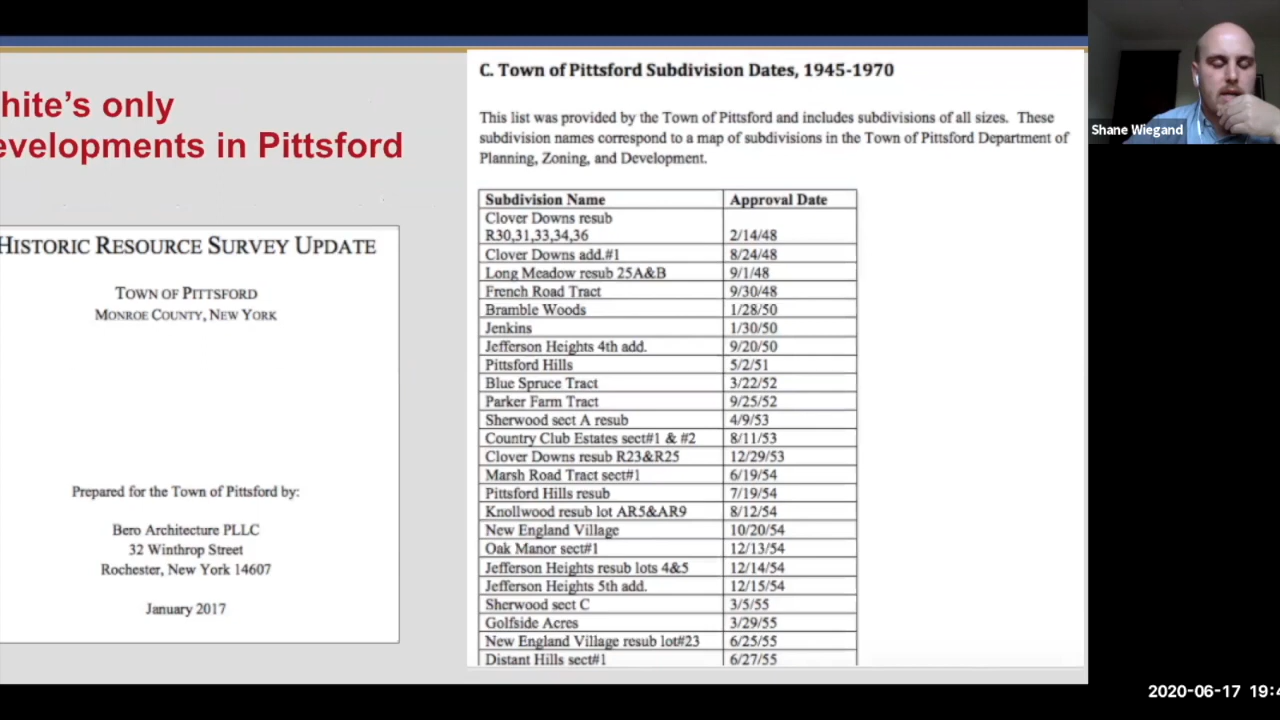 hite's only
evelopments in Pittsford
HISTORIC RESOURCE SURVEY UPDATE
TOWN OF PITTSFORD
MONROE COUNTY, NEW YORK
Prepared for the Town of Pittsford by:
Bero Architecture PLLC
32 Winthrop Street
Rochester, New York 14607
January 2017
C. Town of Pittsford Subdivision Dates, 1945-1970
This list was provided by the Town of Pittsford and includes subdivisions of all sizes. These
subdivision names correspond to a map of subdivisions in the Town of Pittsford Department of
Planning, Zoning, and Development.
Subdivision Name Approval Date
Clover Downs resub
R30,31,33,34,36 2/14/48
Clover Downs add.#1 8/24/48
Long Meadow resub 25A&B 9/1/48
French Road Tract 9/30/48
Bramble Woods 1/28/50
Jenkins 1/30/50
Jefferson Heights 4th add. 9/20/50
Pittsford Hills 5/2/51
Blue Spruce Tract 3/22/52
Parker Farm Tract 9/25/52
Sherwood sect A resub 4/9/53
Country Club Estates sect#1 & #2 8/11/53
Clover Downs resub R23&R25 12/29/53
Marsh Road Tract sect#1 6/19/54
Pittsford Hills resub 7/19/54
Knollwood resub lot AR5&AR9 8/12/54
New England Village 10/20/54
Oak Manor sect#1 12/13/54
Jefferson Heights resub lots 4&5 12/14/54
Jefferson Heights 5th add. 12/15/54
Sherwood sect C 3/5/55
Golfside Acres 3/29/55
New England Village resub lot#23 6/25/55
Distant Hills sect#1 6/27/55
Shane Wiegand
2020-06-17 19:4